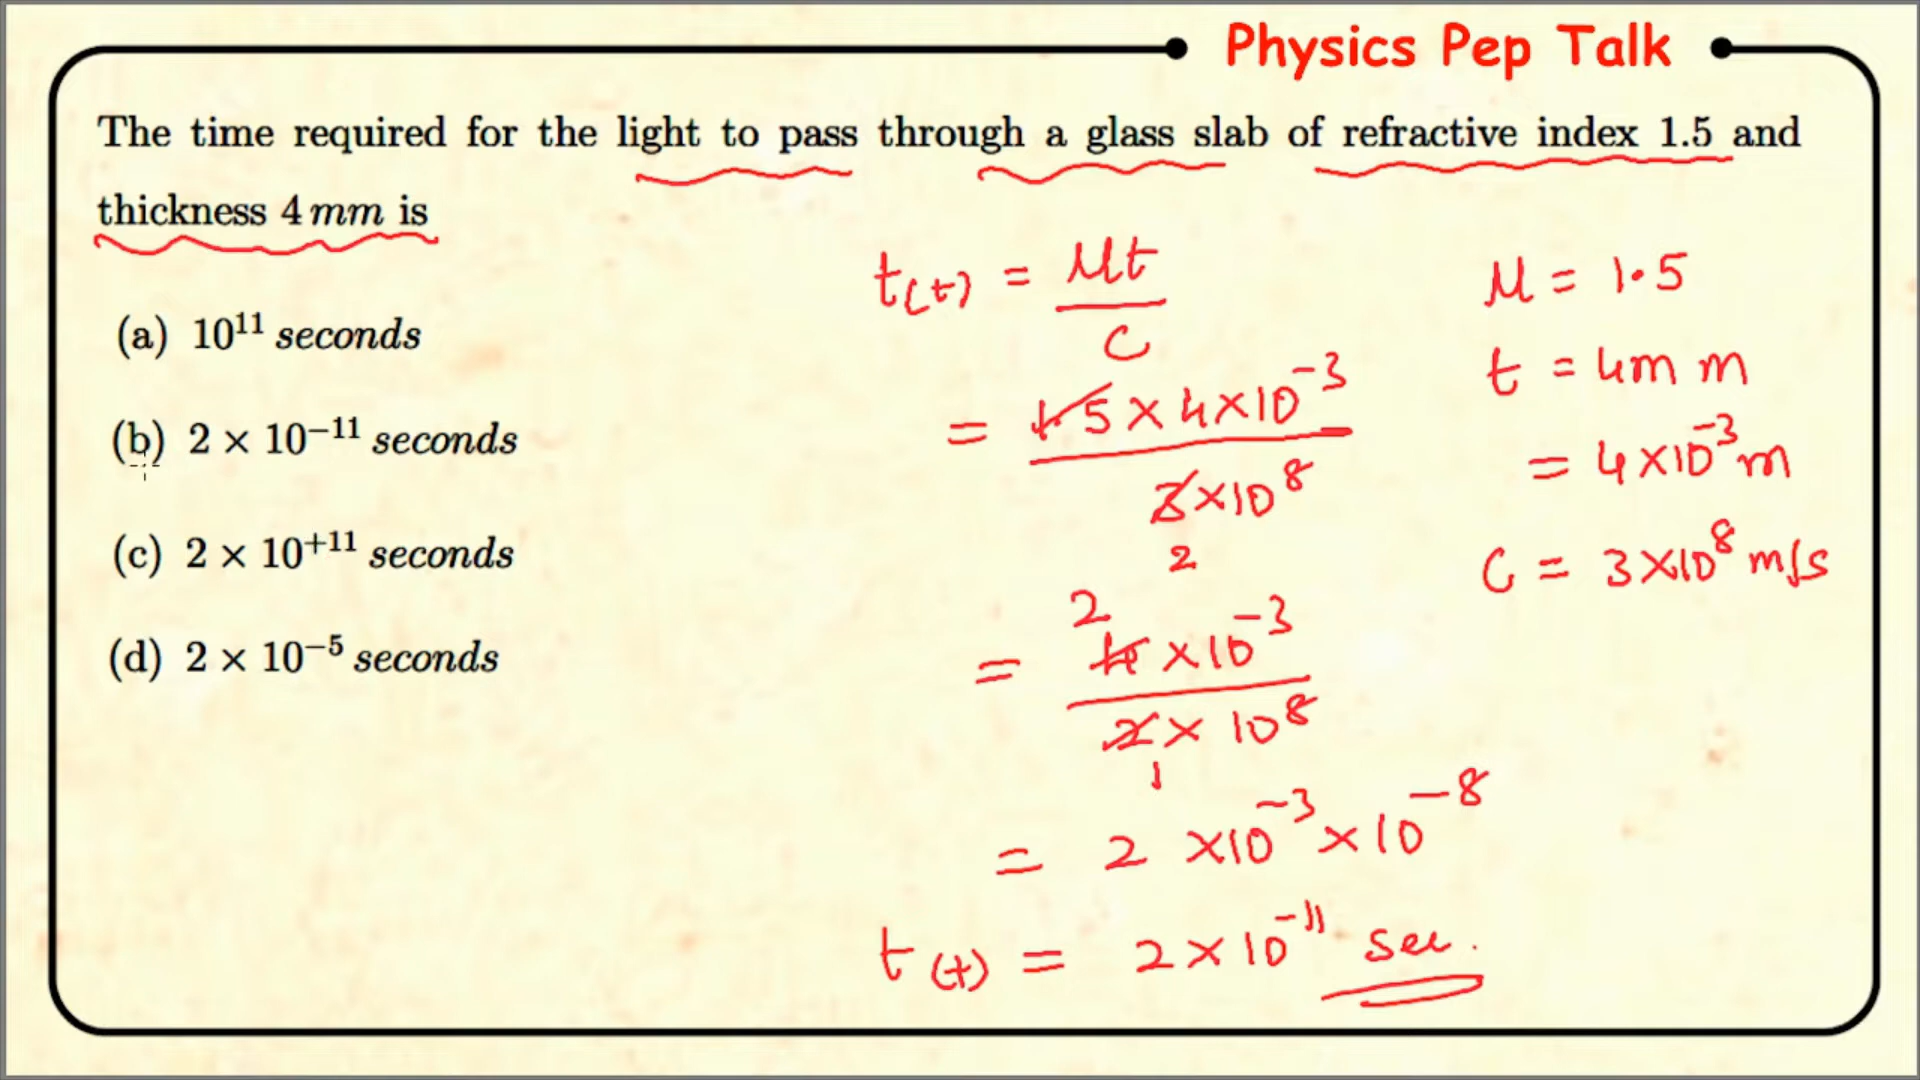 Physics Pep Talk
The time required for the light to pass through a glass slab of refractive index 1.5 and
thickness 4 mm is
(a) 10¹¹ seconds
(b) 2 × 10⁻¹¹ seconds
(c) 2 × 10⁺¹¹ seconds
(d) 2 × 10⁻⁵ seconds
t(t) = μt
C
= 1.5 × 4 × 10⁻³
3 × 10⁸
2
2
= 4 × 10⁻³
2 × 10⁸
1
= 2 × 10⁻³ × 10⁻⁸
t(t) = 2 × 10⁻¹¹ sec.
μ = 1.5
t = 4m m
= 4 × 10⁻³ m
C = 3 × 10⁸ m/s